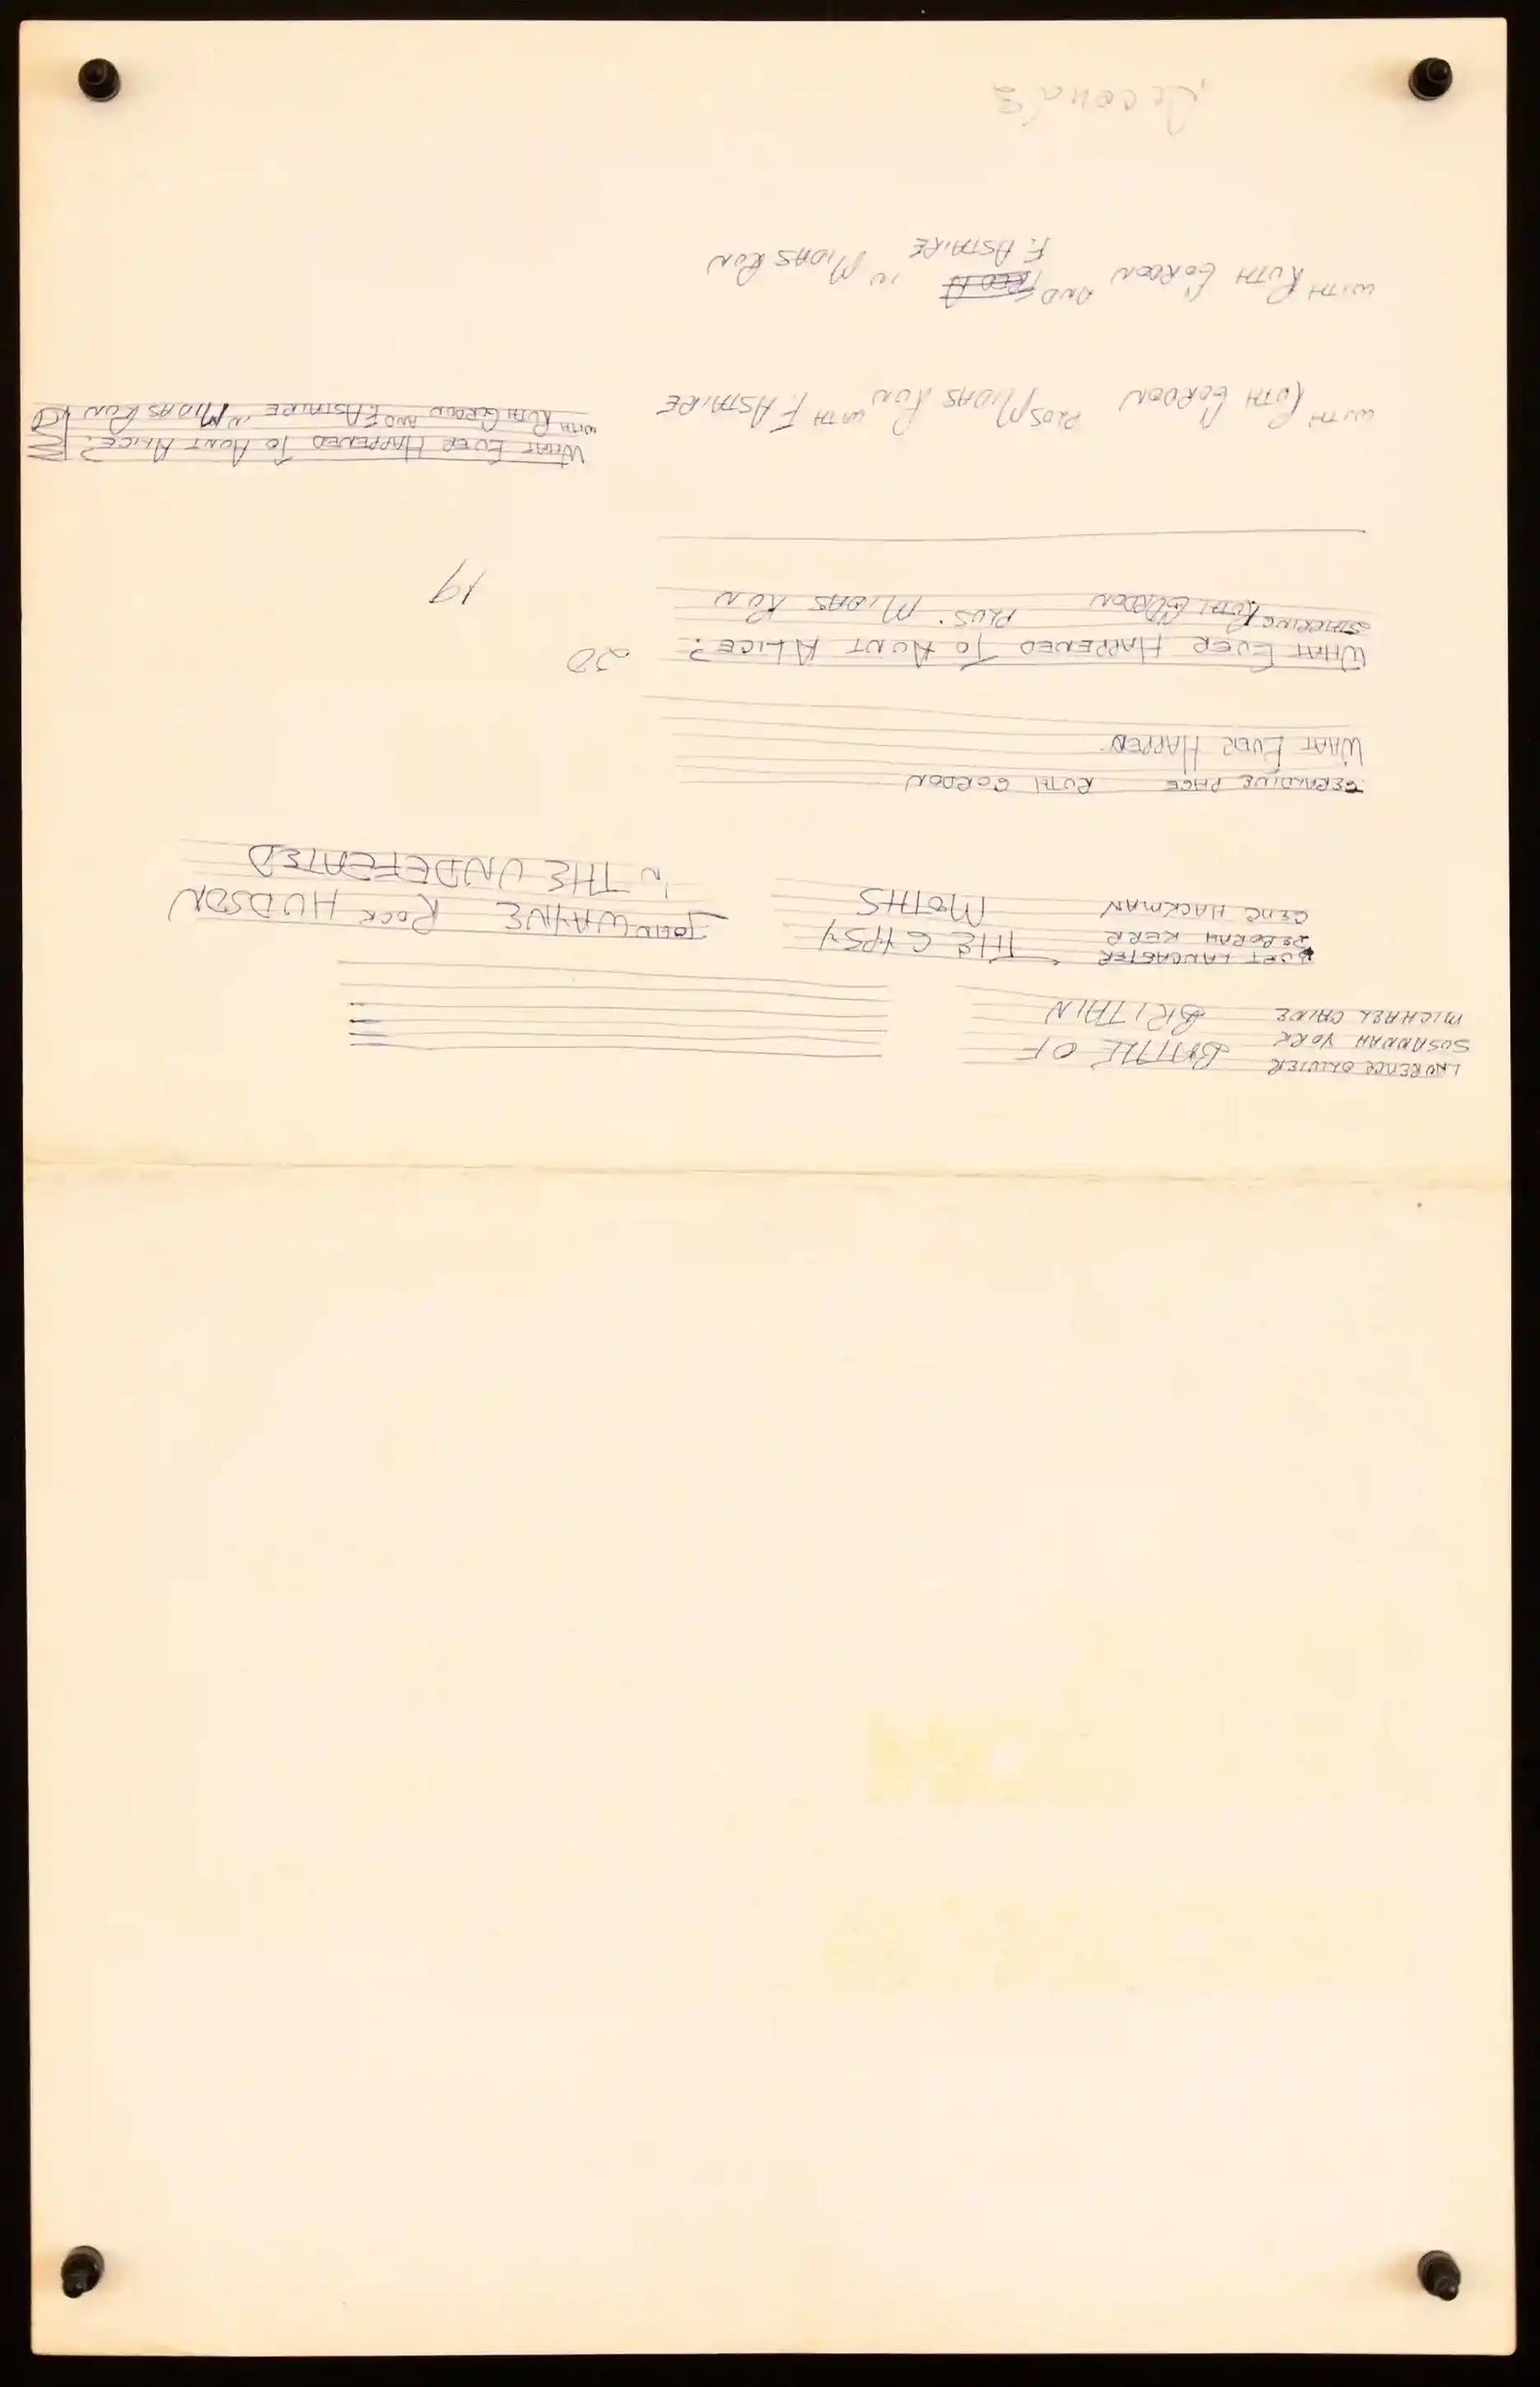 LAURENCE OLIVIER
SUSANNAH YORK
MICHAEL CAINE
BATTLE OF
BRITAIN
BURT LANCASTER
DEBORAH KERR
GENE HACKMAN
THE GYPSY
MOTHS
JOHN WAYNE ROCK HUDSON
IN THE UNDEFEATED
GERALDINE PAGE RUTH GORDON
WHAT EVER HAPPEN
WHAT EVER HAPPENED TO AUNT ALICE? 20
STARRING RUTH GORDON PLUS. MIDAS RUN
19
WITH RUTH GORDON PLUS MIDAS RUN WITH F. ASTAIRE
WHAT EVER HAPPENED TO AUNT ALICE?
WITH RUTH GORDON AND F. ASTAIRE IN MIDAS RUN
WITH RUTH GORDON AND IN MIDAS RUN
F. ASTAIRE